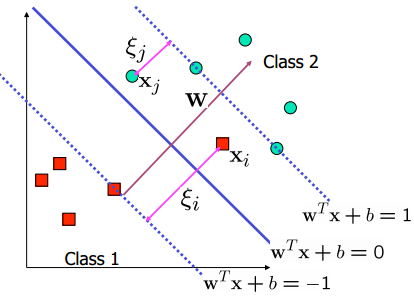 ξⱼ
xⱼ
Class 2
w
xᵢ
ξᵢ
wᵀx + b = 1
wᵀx + b = 0
Class 1
wᵀx + b = −1